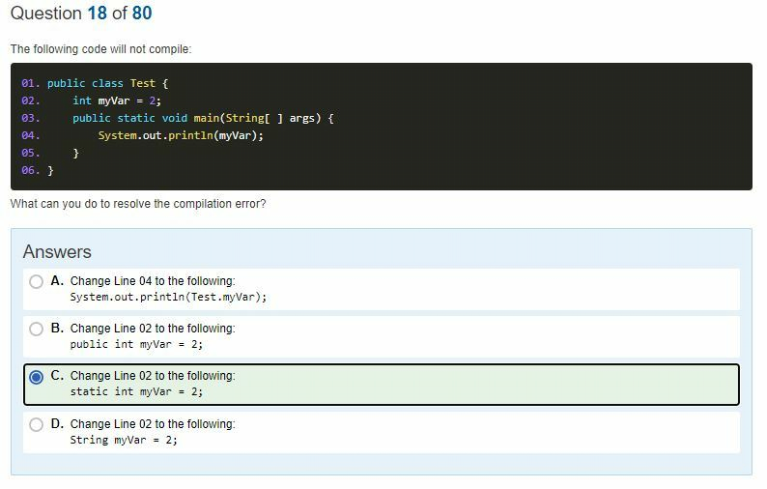 Question 18 of 80
The following code will not compile:
01. public class Test {
02. int myVar = 2;
03. public static void main(String[ ] args) {
04. System.out.println(myVar);
05. }
06. }
What can you do to resolve the compilation error?
Answers
A. Change Line 04 to the following:
System.out.println(Test.myVar);
B. Change Line 02 to the following:
public int myVar = 2;
C. Change Line 02 to the following:
static int myVar = 2;
D. Change Line 02 to the following:
String myVar = 2;